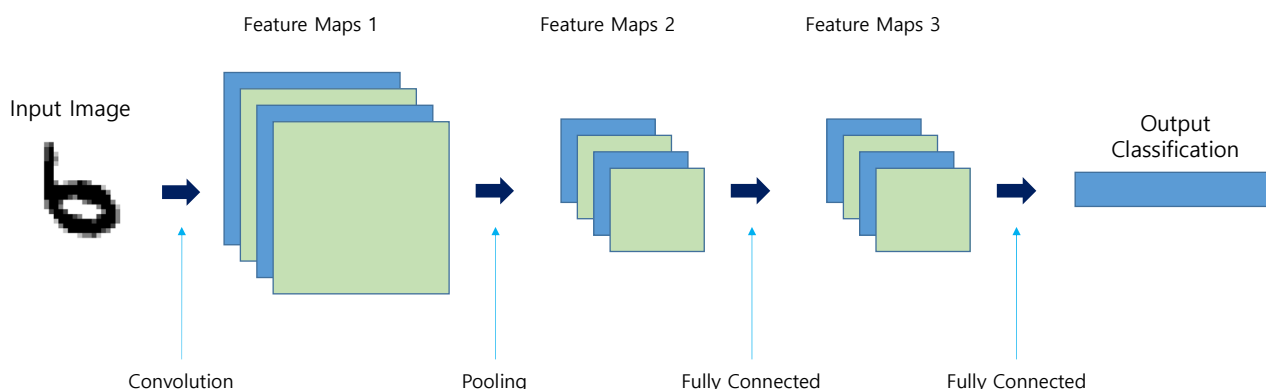 Feature Maps 1
Feature Maps 2
Feature Maps 3
Input Image
Output
Classification
Convolution
Pooling
Fully Connected
Fully Connected